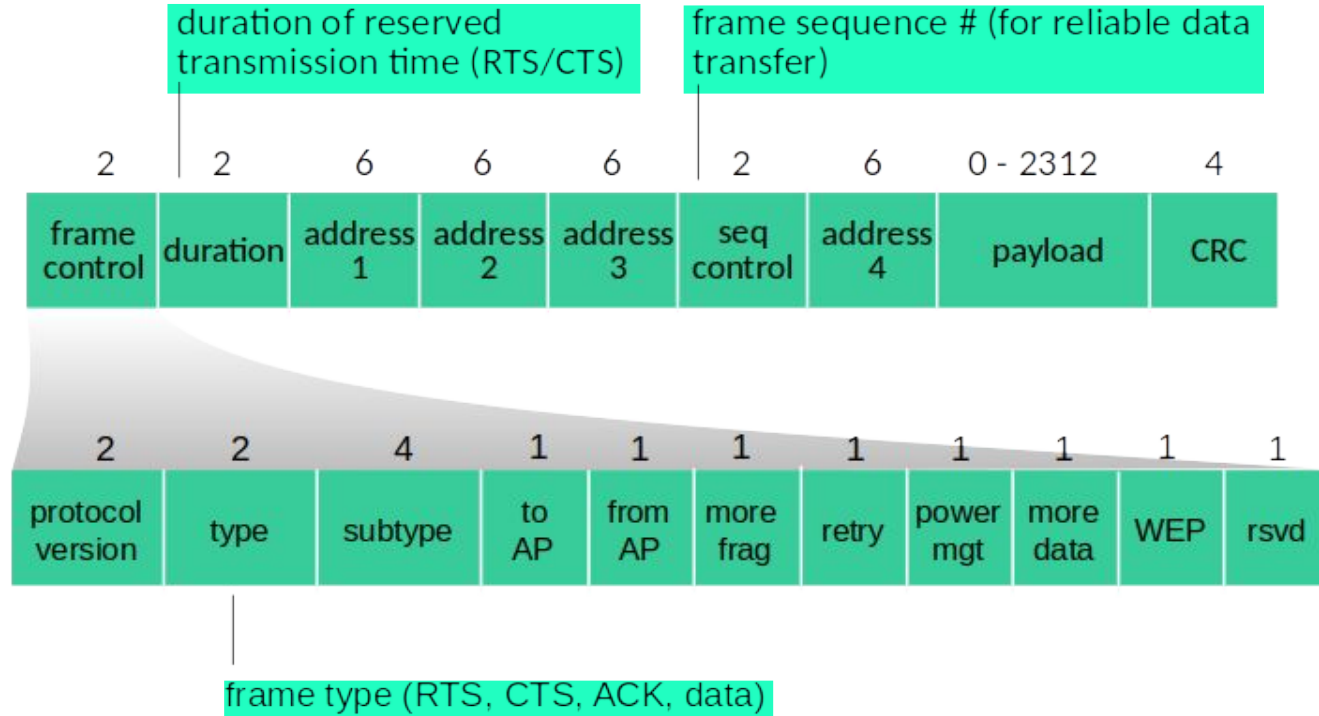 duration of reserved
transmission time (RTS/CTS)
frame sequence # (for reliable data
transfer)
2 2 6 6 6 2 6 0 - 2312 4
frame
control
duration
address
1
address
2
address
3
seq
control
address
4
payload
CRC
2 2 4 1 1 1 1 1 1 1 1
protocol
version
type
subtype
to
AP
from
AP
more
frag
retry
power
mgt
more
data
WEP
rsvd
frame type (RTS, CTS, ACK, data)